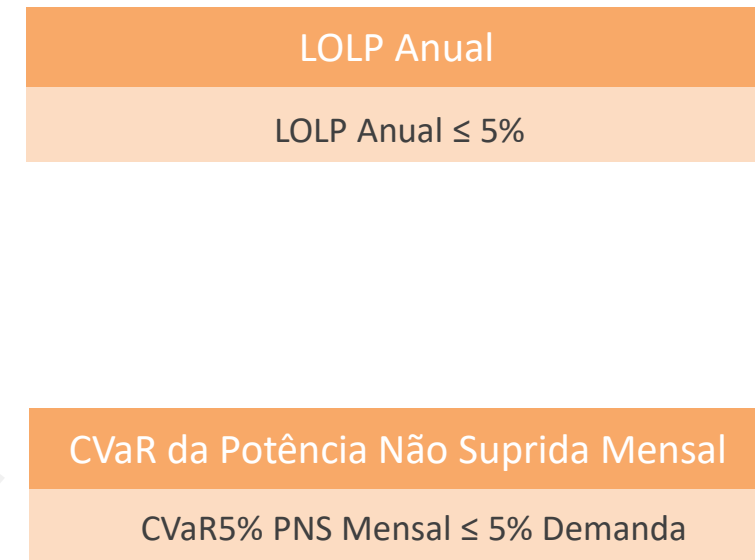 LOLP Anual
LOLP Anual ≤ 5%
CVaR da Potência Não Suprida Mensal
CVaR5% PNS Mensal ≤ 5% Demanda